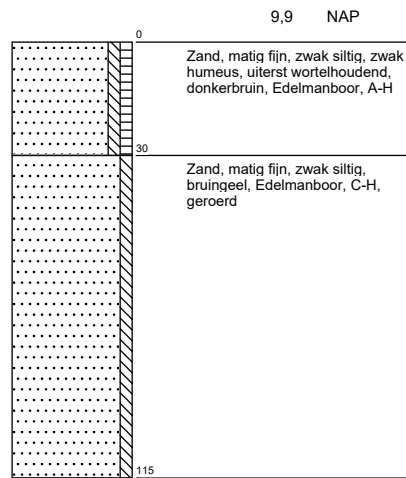 9,9 NAP
0
Zand, matig fijn, zwak siltig, zwak
humeus, uiterst wortelhoudend,
donkerbruin, Edelmanboor, A-H
30
Zand, matig fijn, zwak siltig,
bruingeel, Edelmanboor, C-H,
geroerd
115